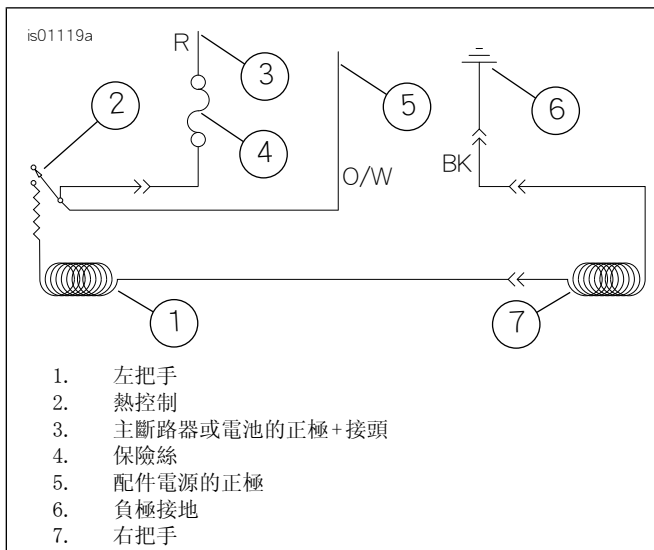 is01119a
R
3
2
5
6
4
O/W
BK
1
7
1. 左把手
2. 熱控制
3. 主斷路器或電池的正極+接頭
4. 保險絲
5. 配件電源的正極
6. 負極接地
7. 右把手